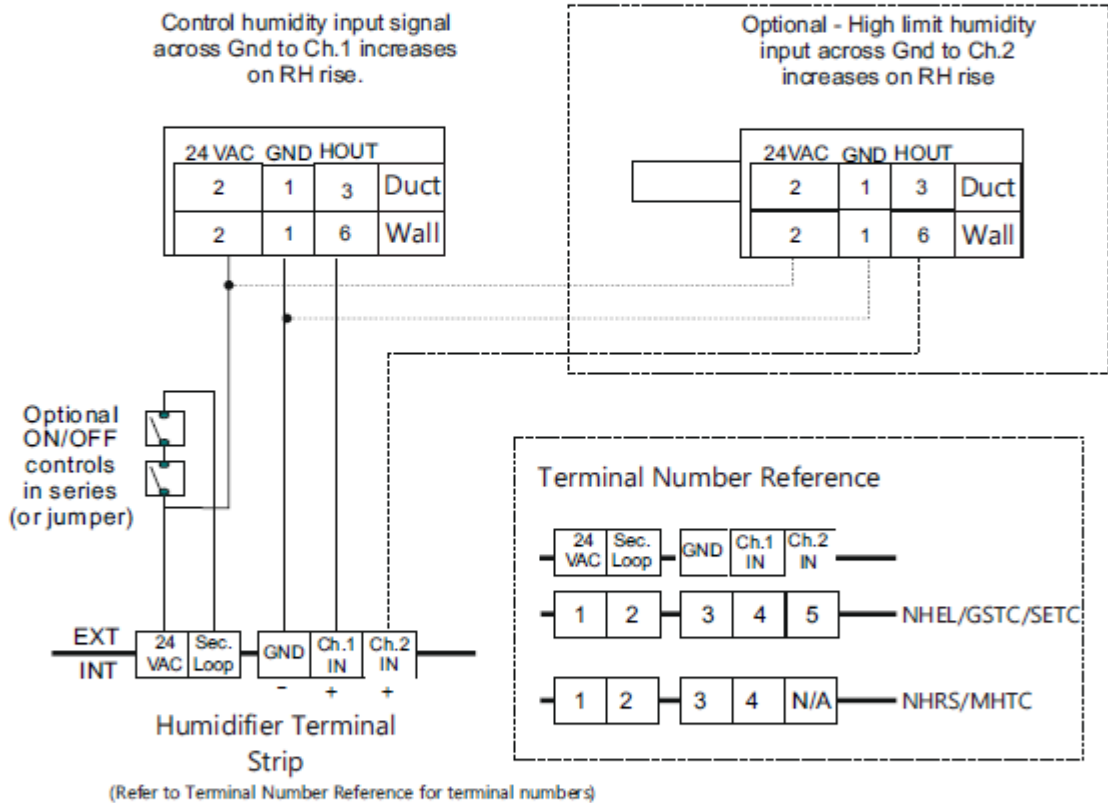 Control humidity input signal
across Gnd to Ch.1 increases
on RH rise.
24 VAC GND HOUT
2 1 3 Duct
2 1 6 Wall
Optional - High limit humidity
input across Gnd to Ch.2
increases on RH rise
24VAC GND HOUT
2 1 3 Duct
2 1 6 Wall
Optional
ON/OFF
controls
in series
(or jumper)
EXT
INT
24
VAC
Sec.
Loop
GND
Ch.1
IN
Ch.2
IN
- + +
Humidifier Terminal
Strip
(Refer to Terminal Number Reference for terminal numbers)
Terminal Number Reference
24
VAC
Sec.
Loop
GND
Ch.1
IN
Ch.2
IN
1 2 3 4 5 NHEL/GSTC/SETC
1 2 3 4 N/A NHRS/MHTC